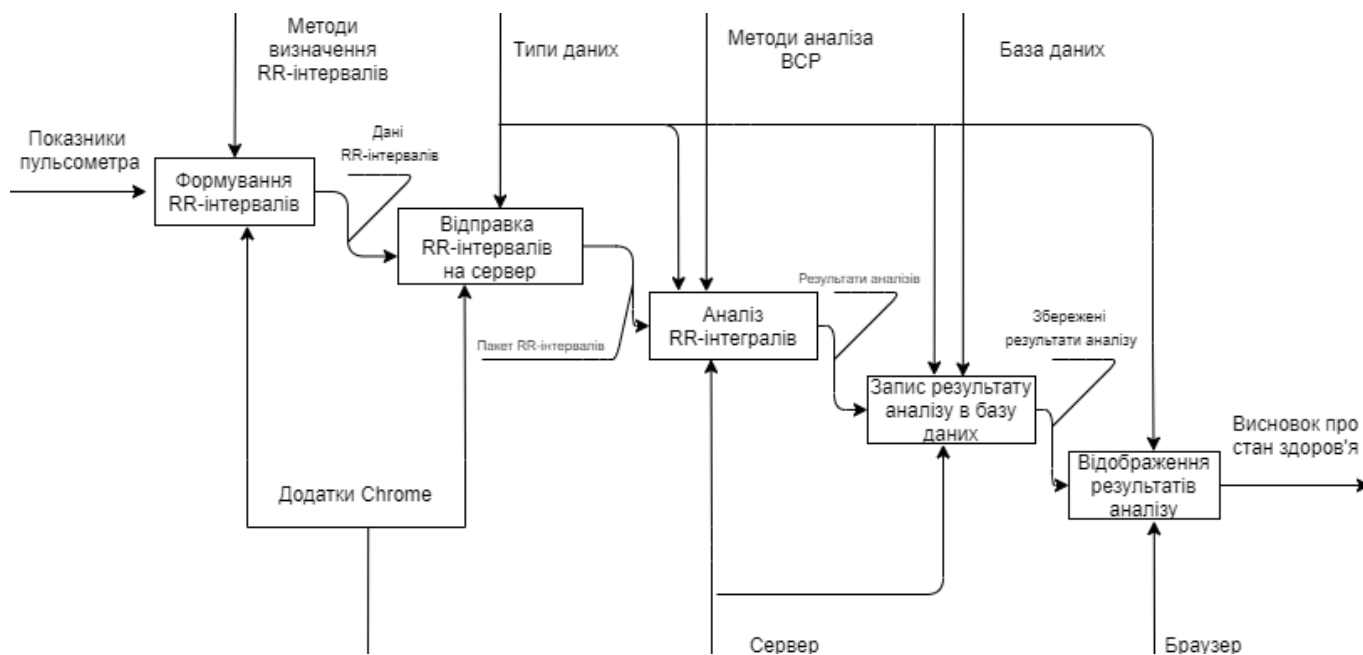 Методи
визначення
RR-інтервалів
Типи даних
Методи аналіза
ВСР
База даних
Показники
пульсометра
Дані
RR-інтервалів
Формування
RR-інтервалів
Відправка
RR-інтервалів
на сервер
Результати аналізів
Аналіз
RR-інтегралів
Збережені
результати аналізу
Пакет RR-інтервалів
Запис результату
аналізу в базу
даних
Висновок про
стан здоров'я
Відображення
результатів
аналізу
Додатки Chrome
Сервер
Браузер